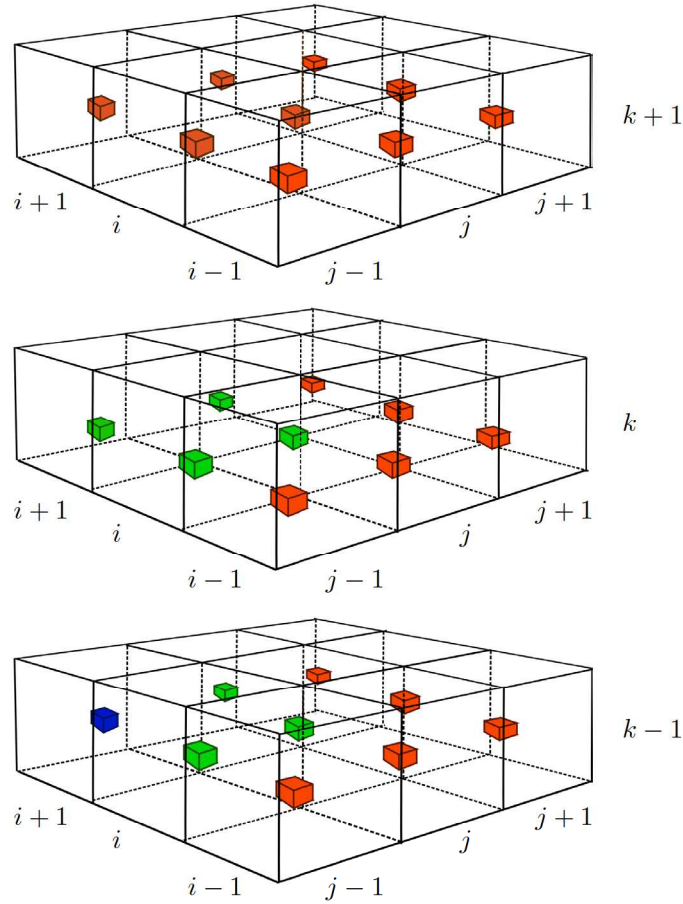 k + 1
i + 1
i
i − 1
j − 1
j
j + 1
k
i + 1
i
i − 1
j − 1
j
j + 1
k − 1
i + 1
i
i − 1
j − 1
j
j + 1